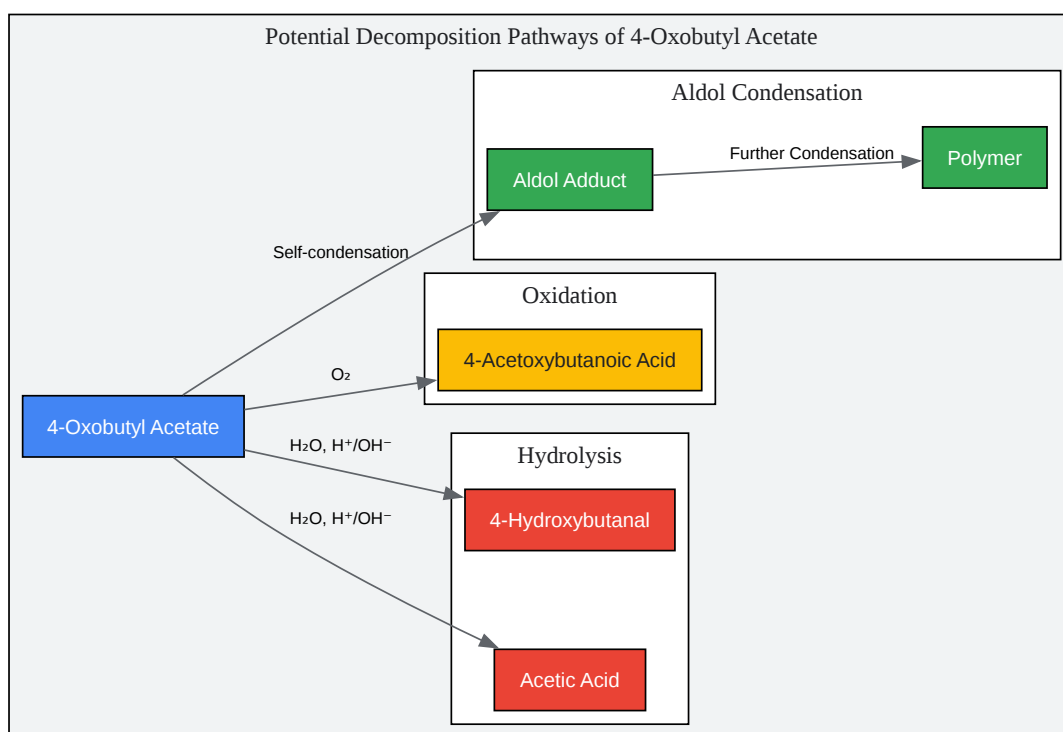 Potential Decomposition Pathways of 4-Oxobutyl Acetate
Aldol Condensation
Aldol Adduct
Further Condensation
Polymer
Self-condensation
Oxidation
4-Acetoxybutanoic Acid
O₂
4-Oxobutyl Acetate
H₂O, H⁺/OH⁻
Hydrolysis
4-Hydroxybutanal
H₂O, H⁺/OH⁻
Acetic Acid